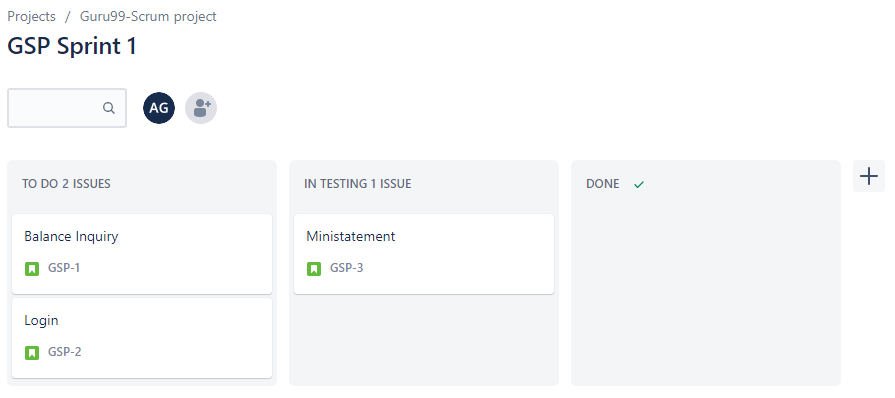 Projects / Guru99-Scrum project
GSP Sprint 1
AG
TO DO 2 ISSUES
Balance Inquiry
GSP-1
Login
GSP-2
IN TESTING 1 ISSUE
Ministatement
GSP-3
DONE